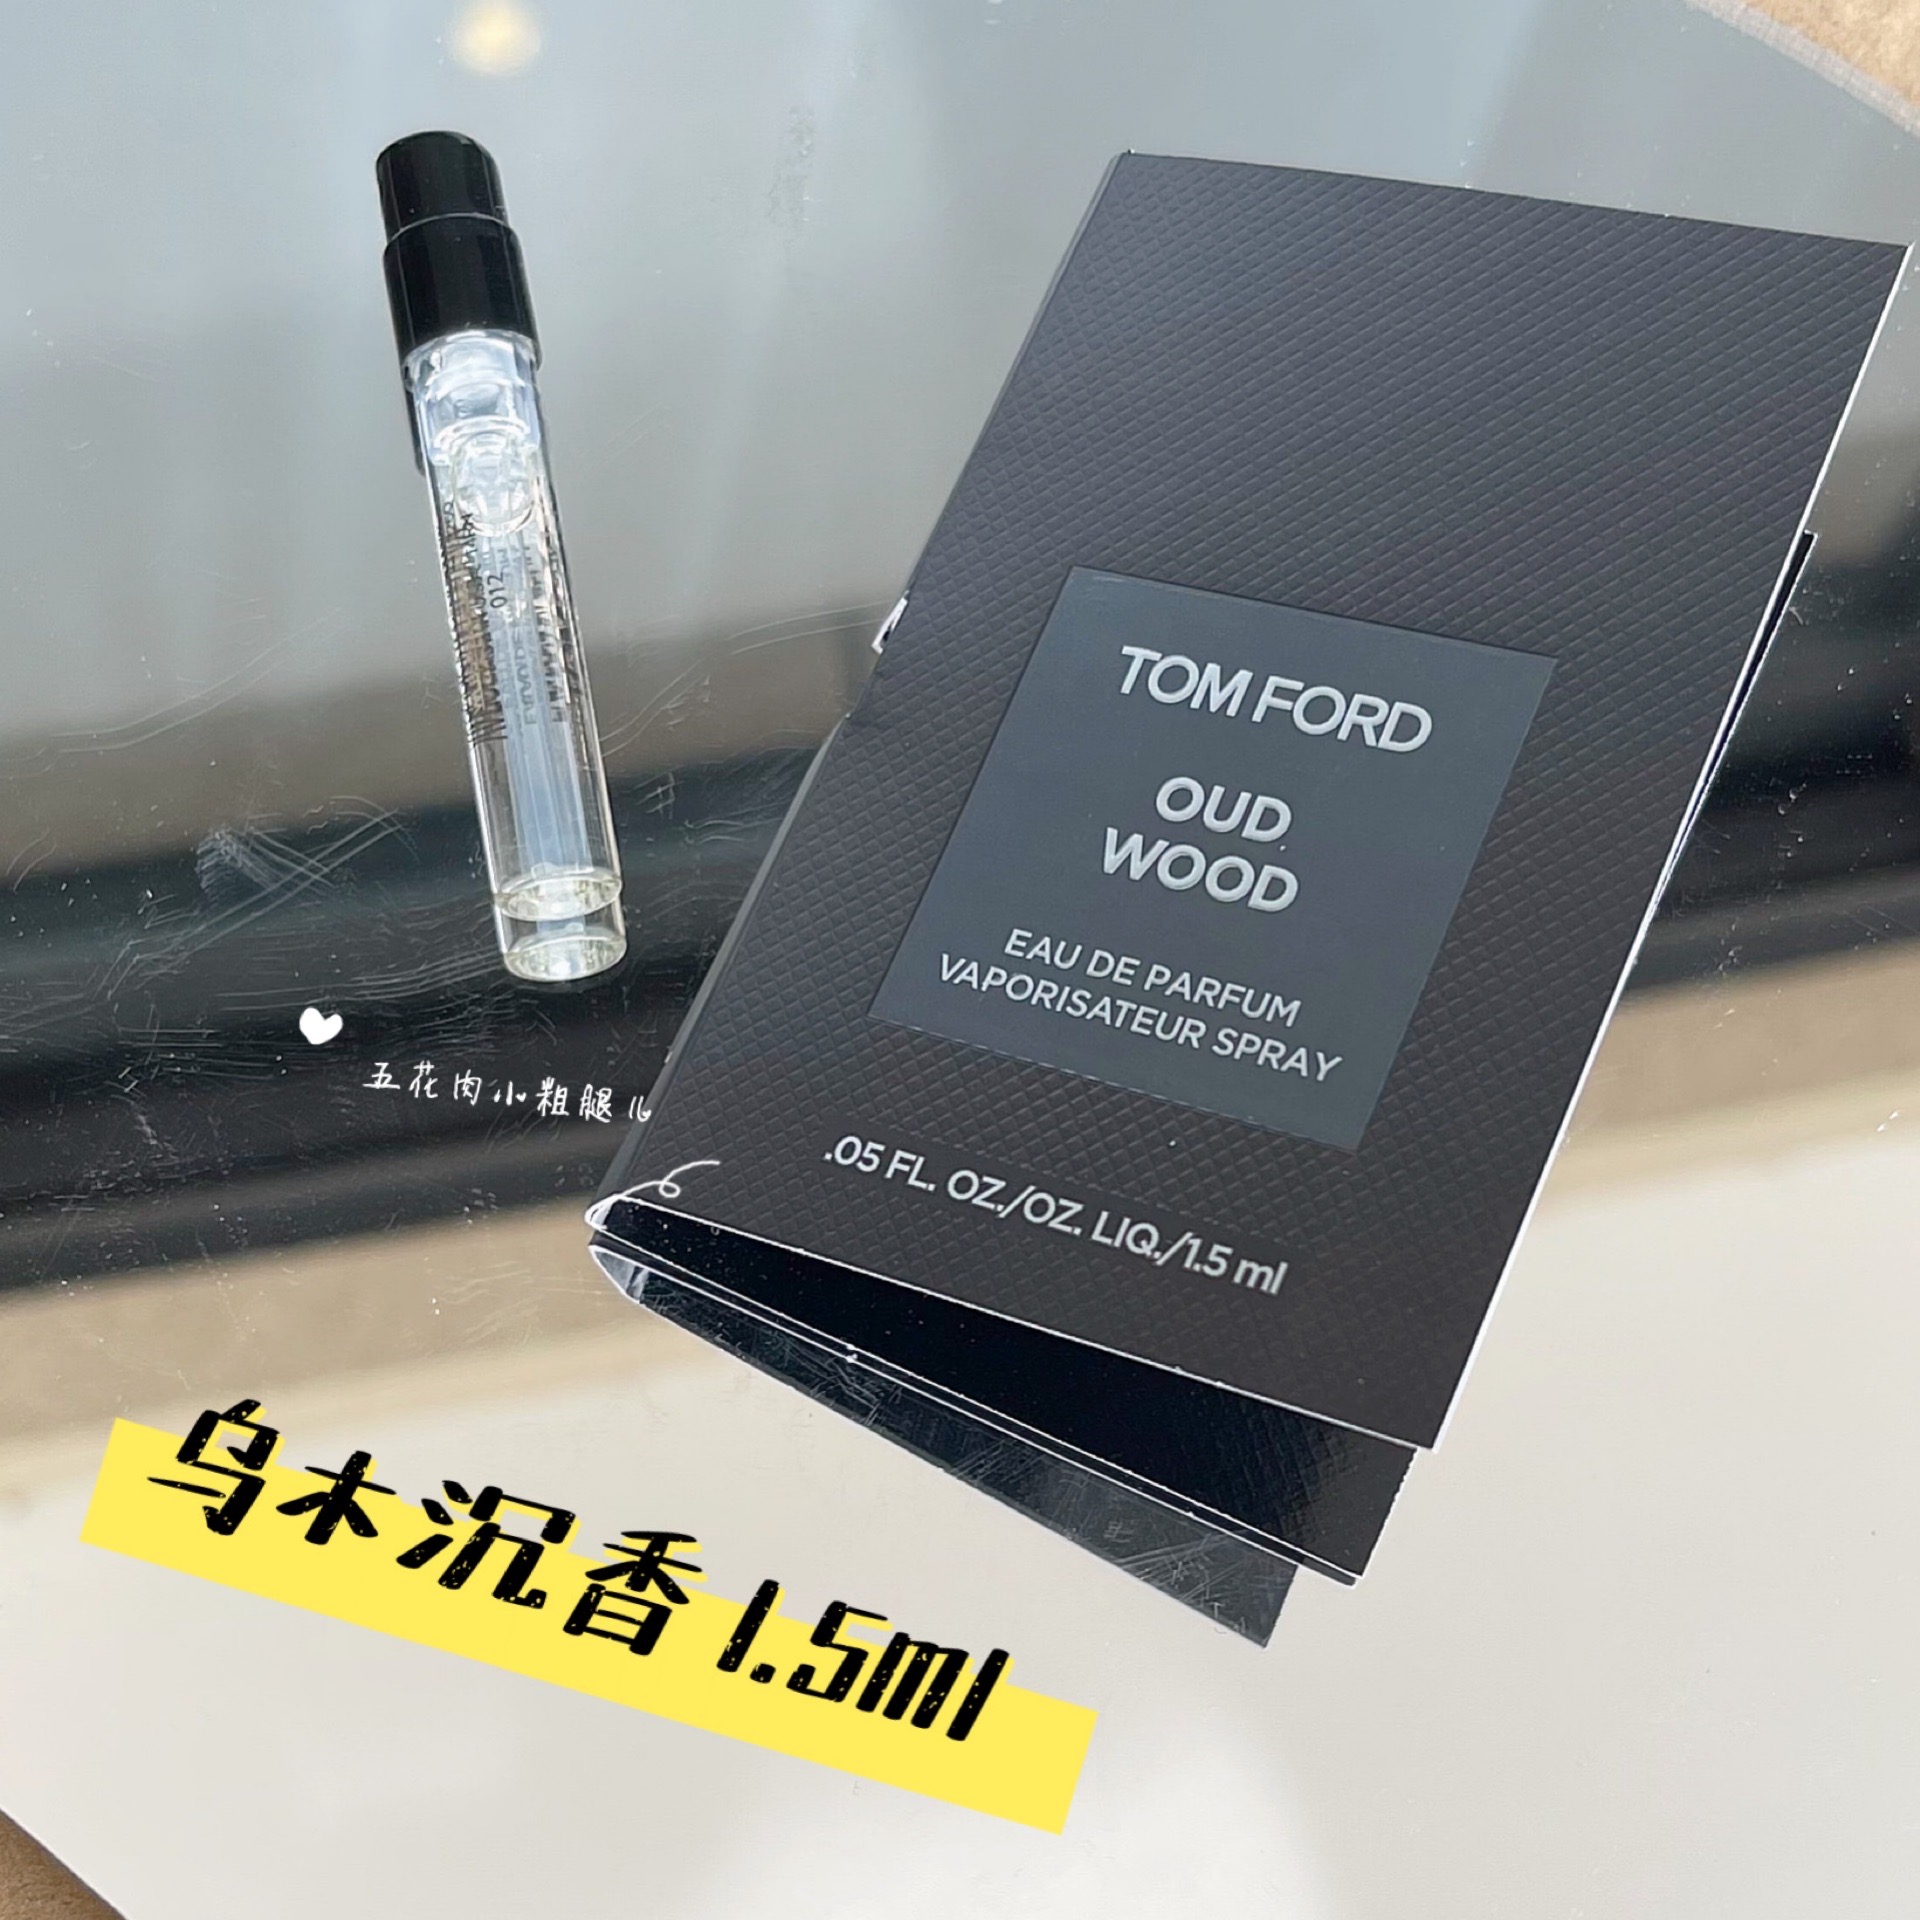 TOM FORD
OUD
WOOD
EAU DE PARFUM
VAPORISATEUR SPRAY
.05 FL. OZ./OZ. LIQ./1.5 ml
012
五花肉小粗腿儿
乌木沉香1.5ml